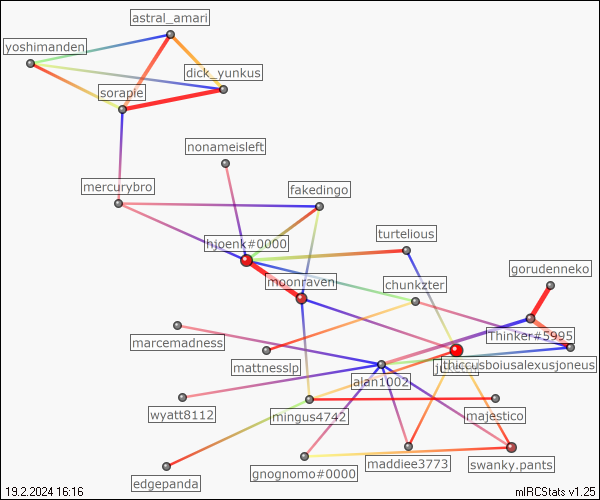 astral_amari
yoshimanden
dick_yunkus
sorapie
nonameisleft
mercurybro
fakedingo
turtelious
hjoenk#0000
gorudenneko
moonraven
chunkzter
Thinker#5995
marcemadness
mattnesslp
thiccusboiusalexusjoneus
alan1002
wyatt8112
mingus4742
majestico
edgepanda
gnognomo#0000
maddiee3773
swanky.pants
19.2.2024 16:16
mIRCStats v1.25